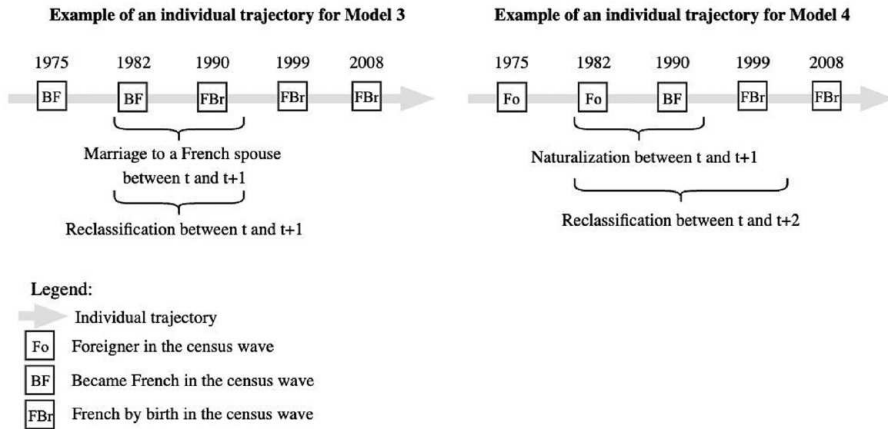 Example of an individual trajectory for Model 3
1975 1982 1990 1999 2008
BF BF FBr FBr FBr
Marriage to a French spouse
between t and t+1
Reclassification between t and t+1
Example of an individual trajectory for Model 4
1975 1982 1990 1999 2008
Fo Fo BF FBr FBr
Naturalization between t and t+1
Reclassification between t and t+2
Legend:
Individual trajectory
Fo Foreigner in the census wave
BF Became French in the census wave
FBr French by birth in the census wave